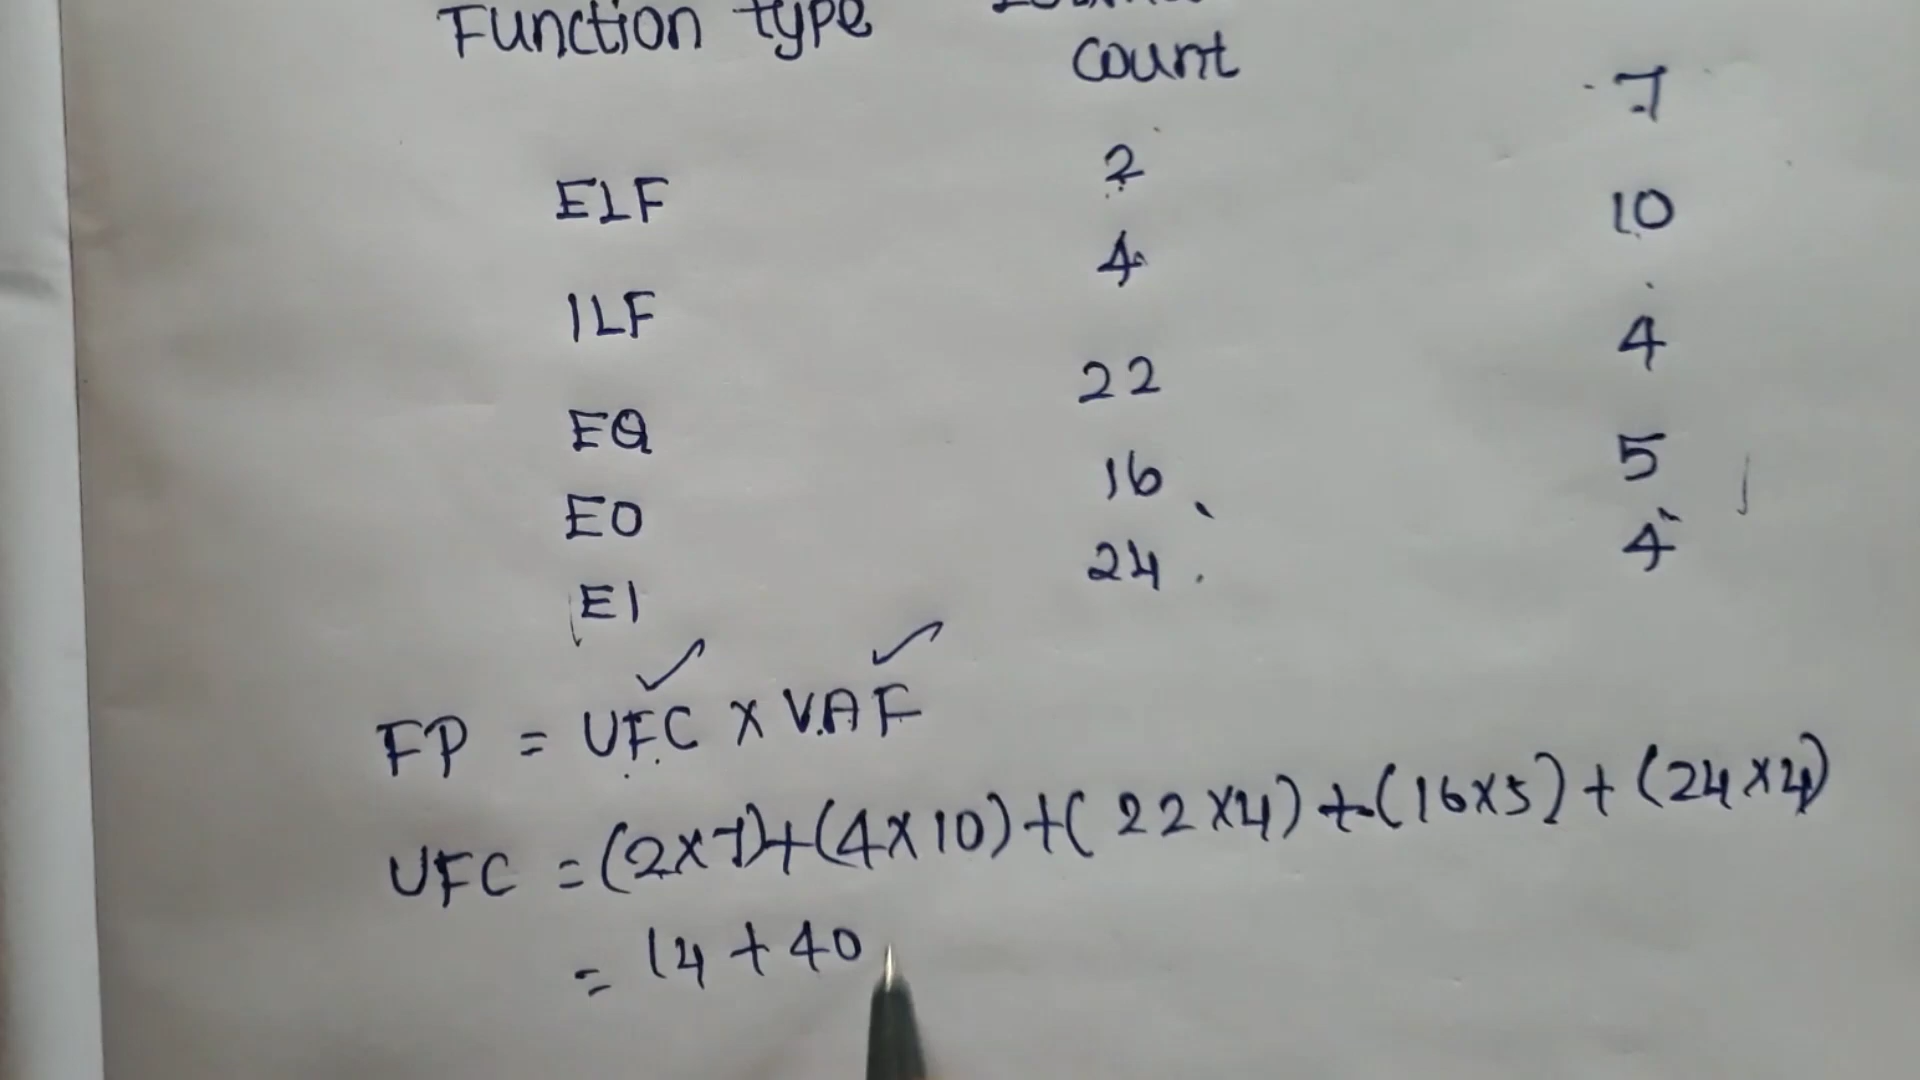 Function type
count
7
ELF 2 10
ILF 4 4
EQ 22 5
EO 16 4
EI 24
FP = UFC X VAF
UFC = (2x7)+(4x10)+(22x4)+(16x5)+(24x4)
= 14+40